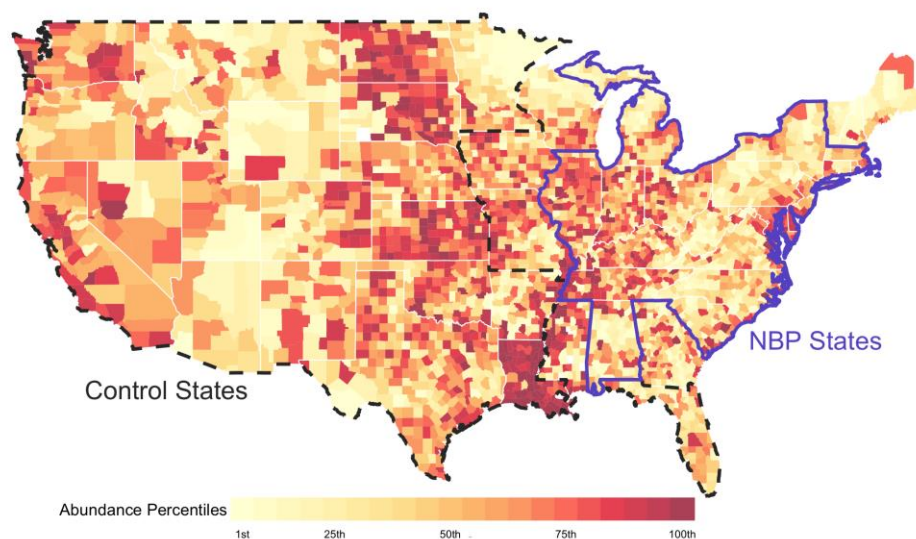 NBP States
Control States
Abundance Percentiles
1st 25th 50th 75th 100th